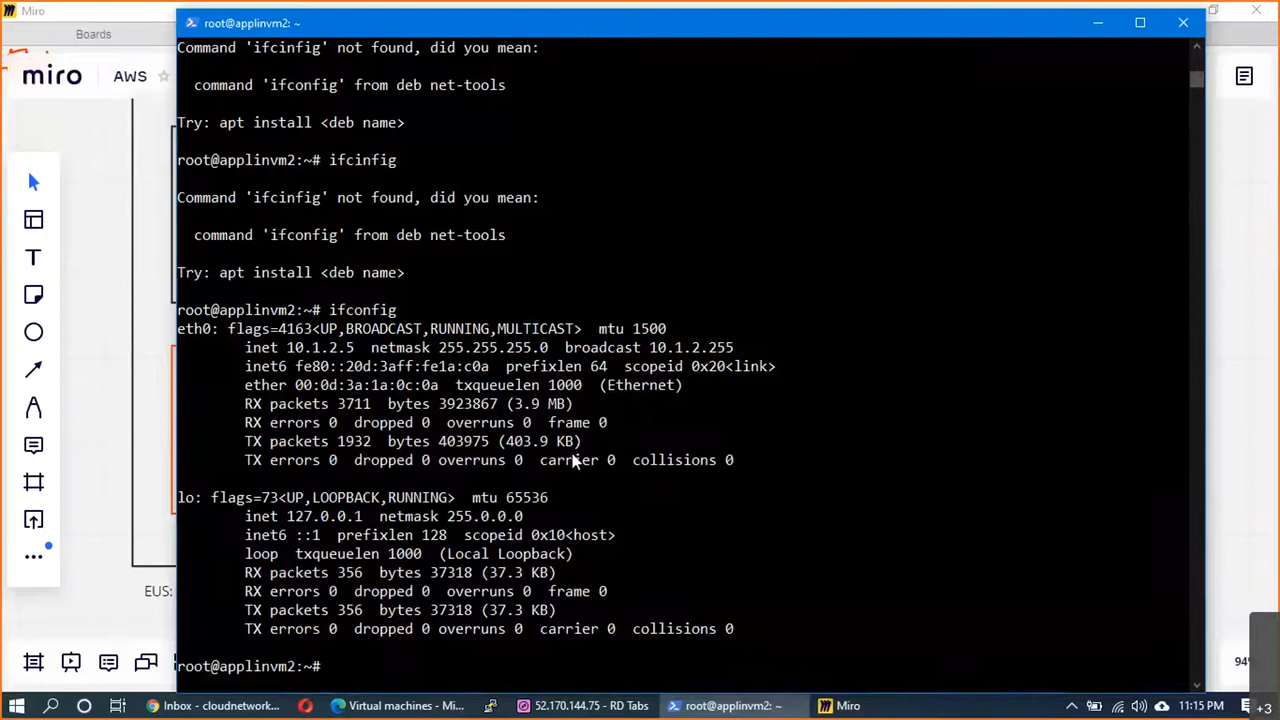 Miro
root@applinvm2: ~
Boards
miro
AWS
Command 'ifcinfig' not found, did you mean:
command 'ifconfig' from deb net-tools
Try: apt install <deb name>
root@applinvm2:~# ifcinfig
Command 'ifcinfig' not found, did you mean:
command 'ifconfig' from deb net-tools
Try: apt install <deb name>
root@applinvm2:~# ifconfig
eth0: flags=4163<UP,BROADCAST,RUNNING,MULTICAST>  mtu 1500
inet 10.1.2.5  netmask 255.255.255.0  broadcast 10.1.2.255
inet6 fe80::20d:3aff:fe1a:c0a  prefixlen 64  scopeid 0x20<link>
ether 00:0d:3a:1a:0c:0a  txqueuelen 1000  (Ethernet)
RX packets 3711  bytes 3923867 (3.9 MB)
RX errors 0  dropped 0  overruns 0  frame 0
TX packets 1932  bytes 403975 (403.9 KB)
TX errors 0  dropped 0 overruns 0  carrier 0  collisions 0
lo: flags=73<UP,LOOPBACK,RUNNING>  mtu 65536
inet 127.0.0.1  netmask 255.0.0.0
inet6 ::1  prefixlen 128  scopeid 0x10<host>
loop  txqueuelen 1000  (Local Loopback)
RX packets 356  bytes 37318 (37.3 KB)
RX errors 0  dropped 0  overruns 0  frame 0
TX packets 356  bytes 37318 (37.3 KB)
TX errors 0  dropped 0 overruns 0  carrier 0  collisions 0
root@applinvm2:~#
EUS:
94%
Inbox - cloudnetwork...
Virtual machines - Mi...
52.170.144.75 - RD Tabs
root@applinvm2: ~
Miro
11:15 PM
+3